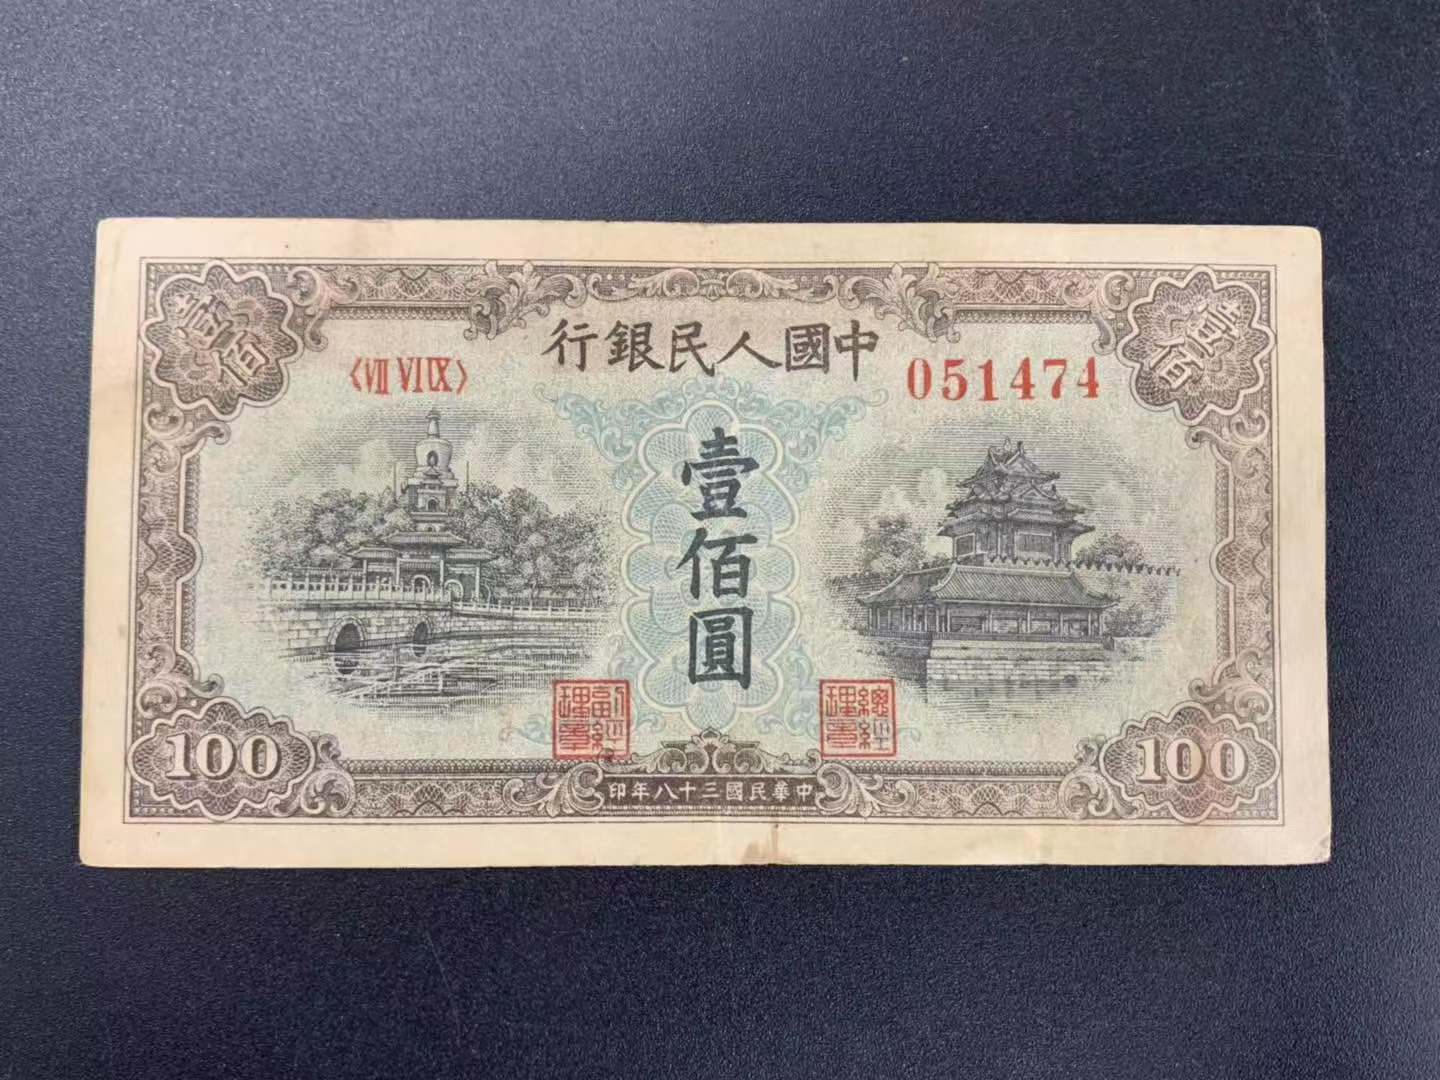 壹佰
壹佰
中國人民銀行
〈VII VI IX〉
051474
壹佰圓
總經理章
副經理章
100
100
中華民國三十八年印